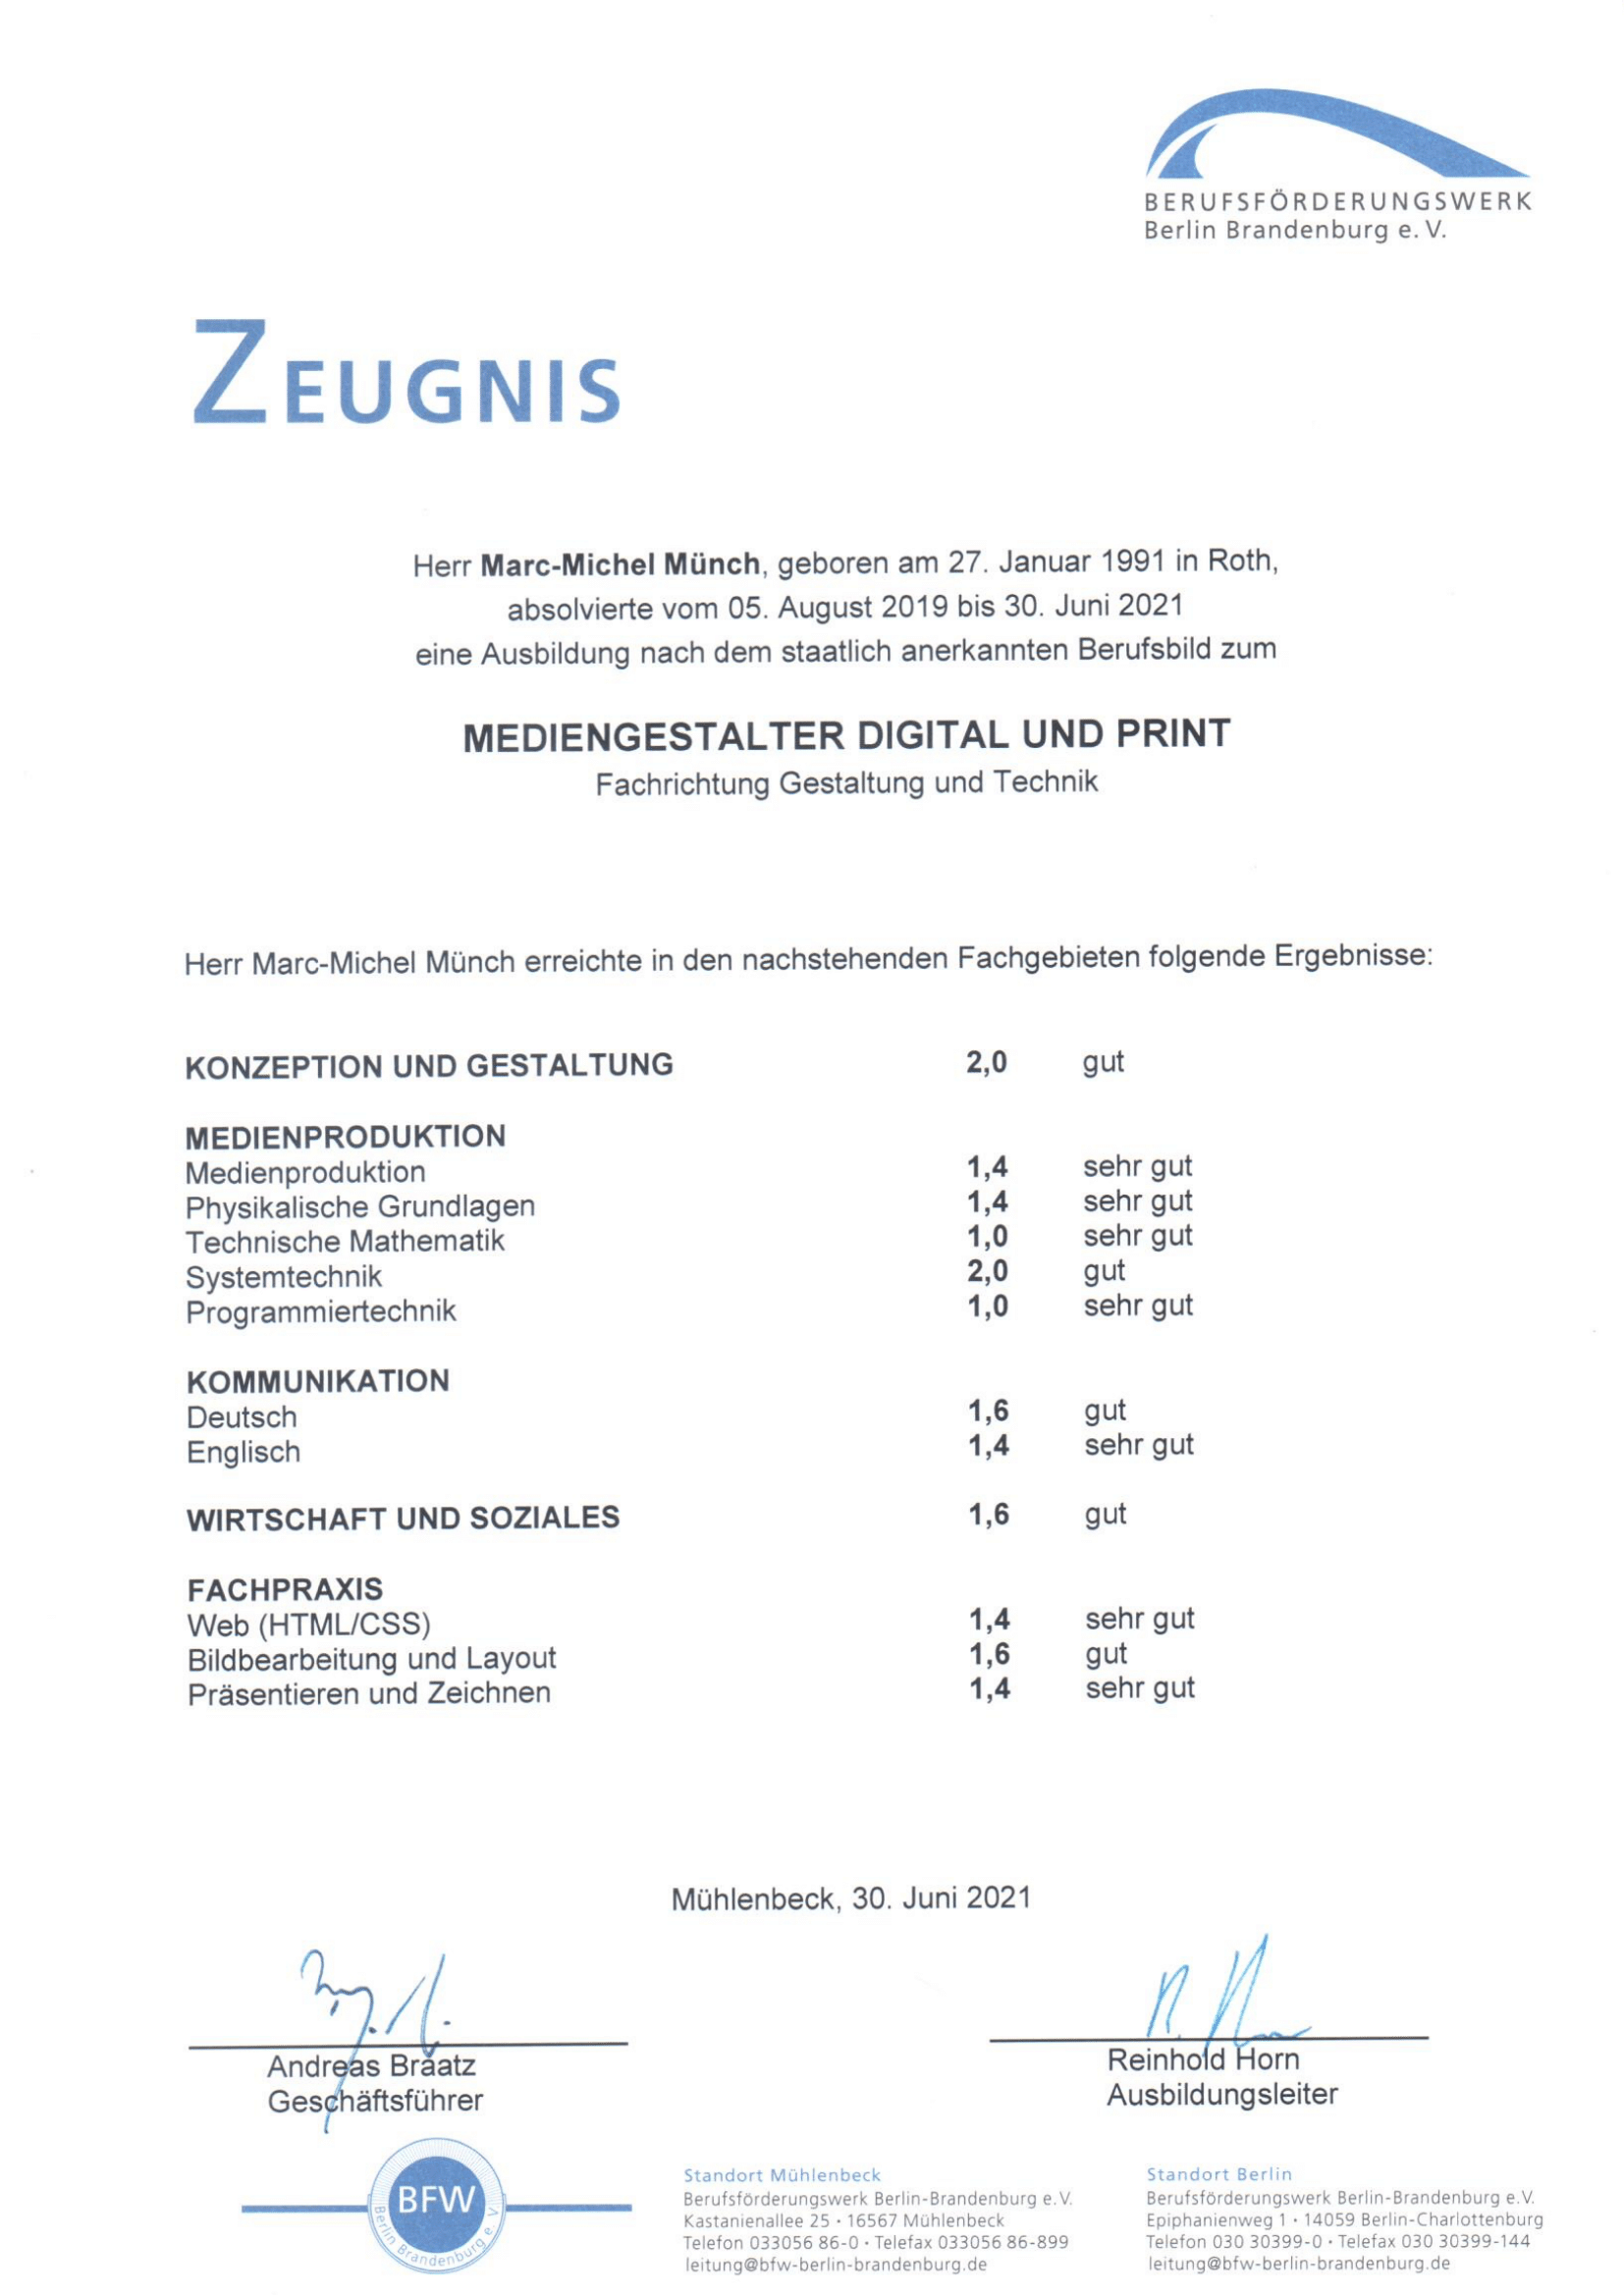 BERUFSFÖRDERUNGSWERK
Berlin Brandenburg e. V.
ZEUGNIS
Herr Marc-Michel Münch, geboren am 27. Januar 1991 in Roth,
absolvierte vom 05. August 2019 bis 30. Juni 2021
eine Ausbildung nach dem staatlich anerkannten Berufsbild zum
MEDIENGESTALTER DIGITAL UND PRINT
Fachrichtung Gestaltung und Technik
Herr Marc-Michel Münch erreichte in den nachstehenden Fachgebieten folgende Ergebnisse:
KONZEPTION UND GESTALTUNG 2,0 gut
MEDIENPRODUKTION
Medienproduktion 1,4 sehr gut
Physikalische Grundlagen 1,4 sehr gut
Technische Mathematik 1,0 sehr gut
Systemtechnik 2,0 gut
Programmiertechnik 1,0 sehr gut
KOMMUNIKATION
Deutsch 1,6 gut
Englisch 1,4 sehr gut
WIRTSCHAFT UND SOZIALES 1,6 gut
FACHPRAXIS
Web (HTML/CSS) 1,4 sehr gut
Bildbearbeitung und Layout 1,6 gut
Präsentieren und Zeichnen 1,4 sehr gut
Mühlenbeck, 30. Juni 2021
Andreas Braatz
Geschäftsführer
Reinhold Horn
Ausbildungsleiter
BFW
Berlin Brandenburg e. V.
Standort Mühlenbeck
Berufsförderungswerk Berlin-Brandenburg e. V.
Kastanienallee 25 · 16567 Mühlenbeck
Telefon 033056 86-0 · Telefax 033056 86-899
leitung@bfw-berlin-brandenburg.de
Standort Berlin
Berufsförderungswerk Berlin-Brandenburg e. V.
Epiphanienweg 1 · 14059 Berlin-Charlottenburg
Telefon 030 30399-0 · Telefax 030 30399-144
leitung@bfw-berlin-brandenburg.de